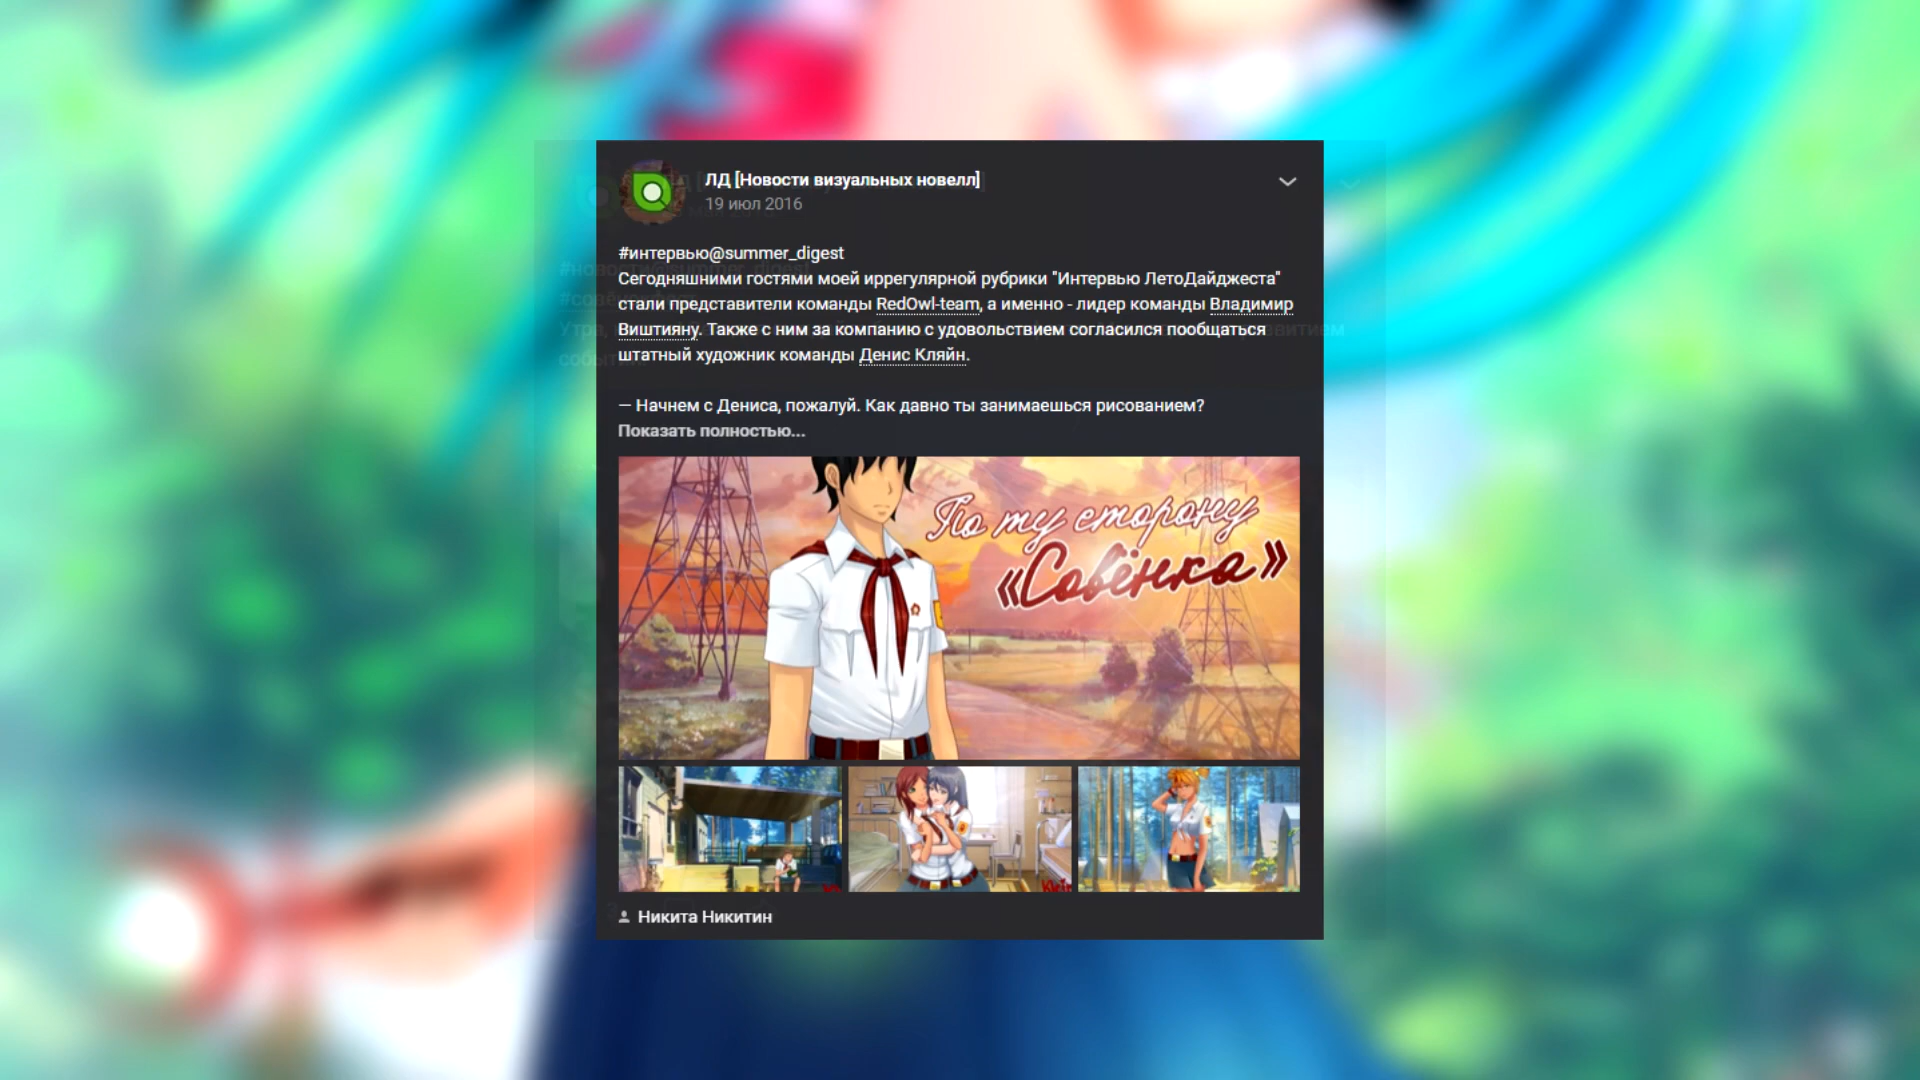 ЛД [Новости визуальных новелл]
19 июл 2016
#интервью@summer_digest
Сегодняшними гостями моей иррегулярной рубрики "Интервью ЛетоДайджеста"
стали представители команды RedOwl-team, а именно - лидер команды Владимир
Виштияну. Также с ним за компанию с удовольствием согласился пообщаться
штатный художник команды Денис Кляйн.
— Начнем с Дениса, пожалуй. Как давно ты занимаешься рисованием?
Показать полностью...
По ту сторону
«Совёнка»
Никита Никитин